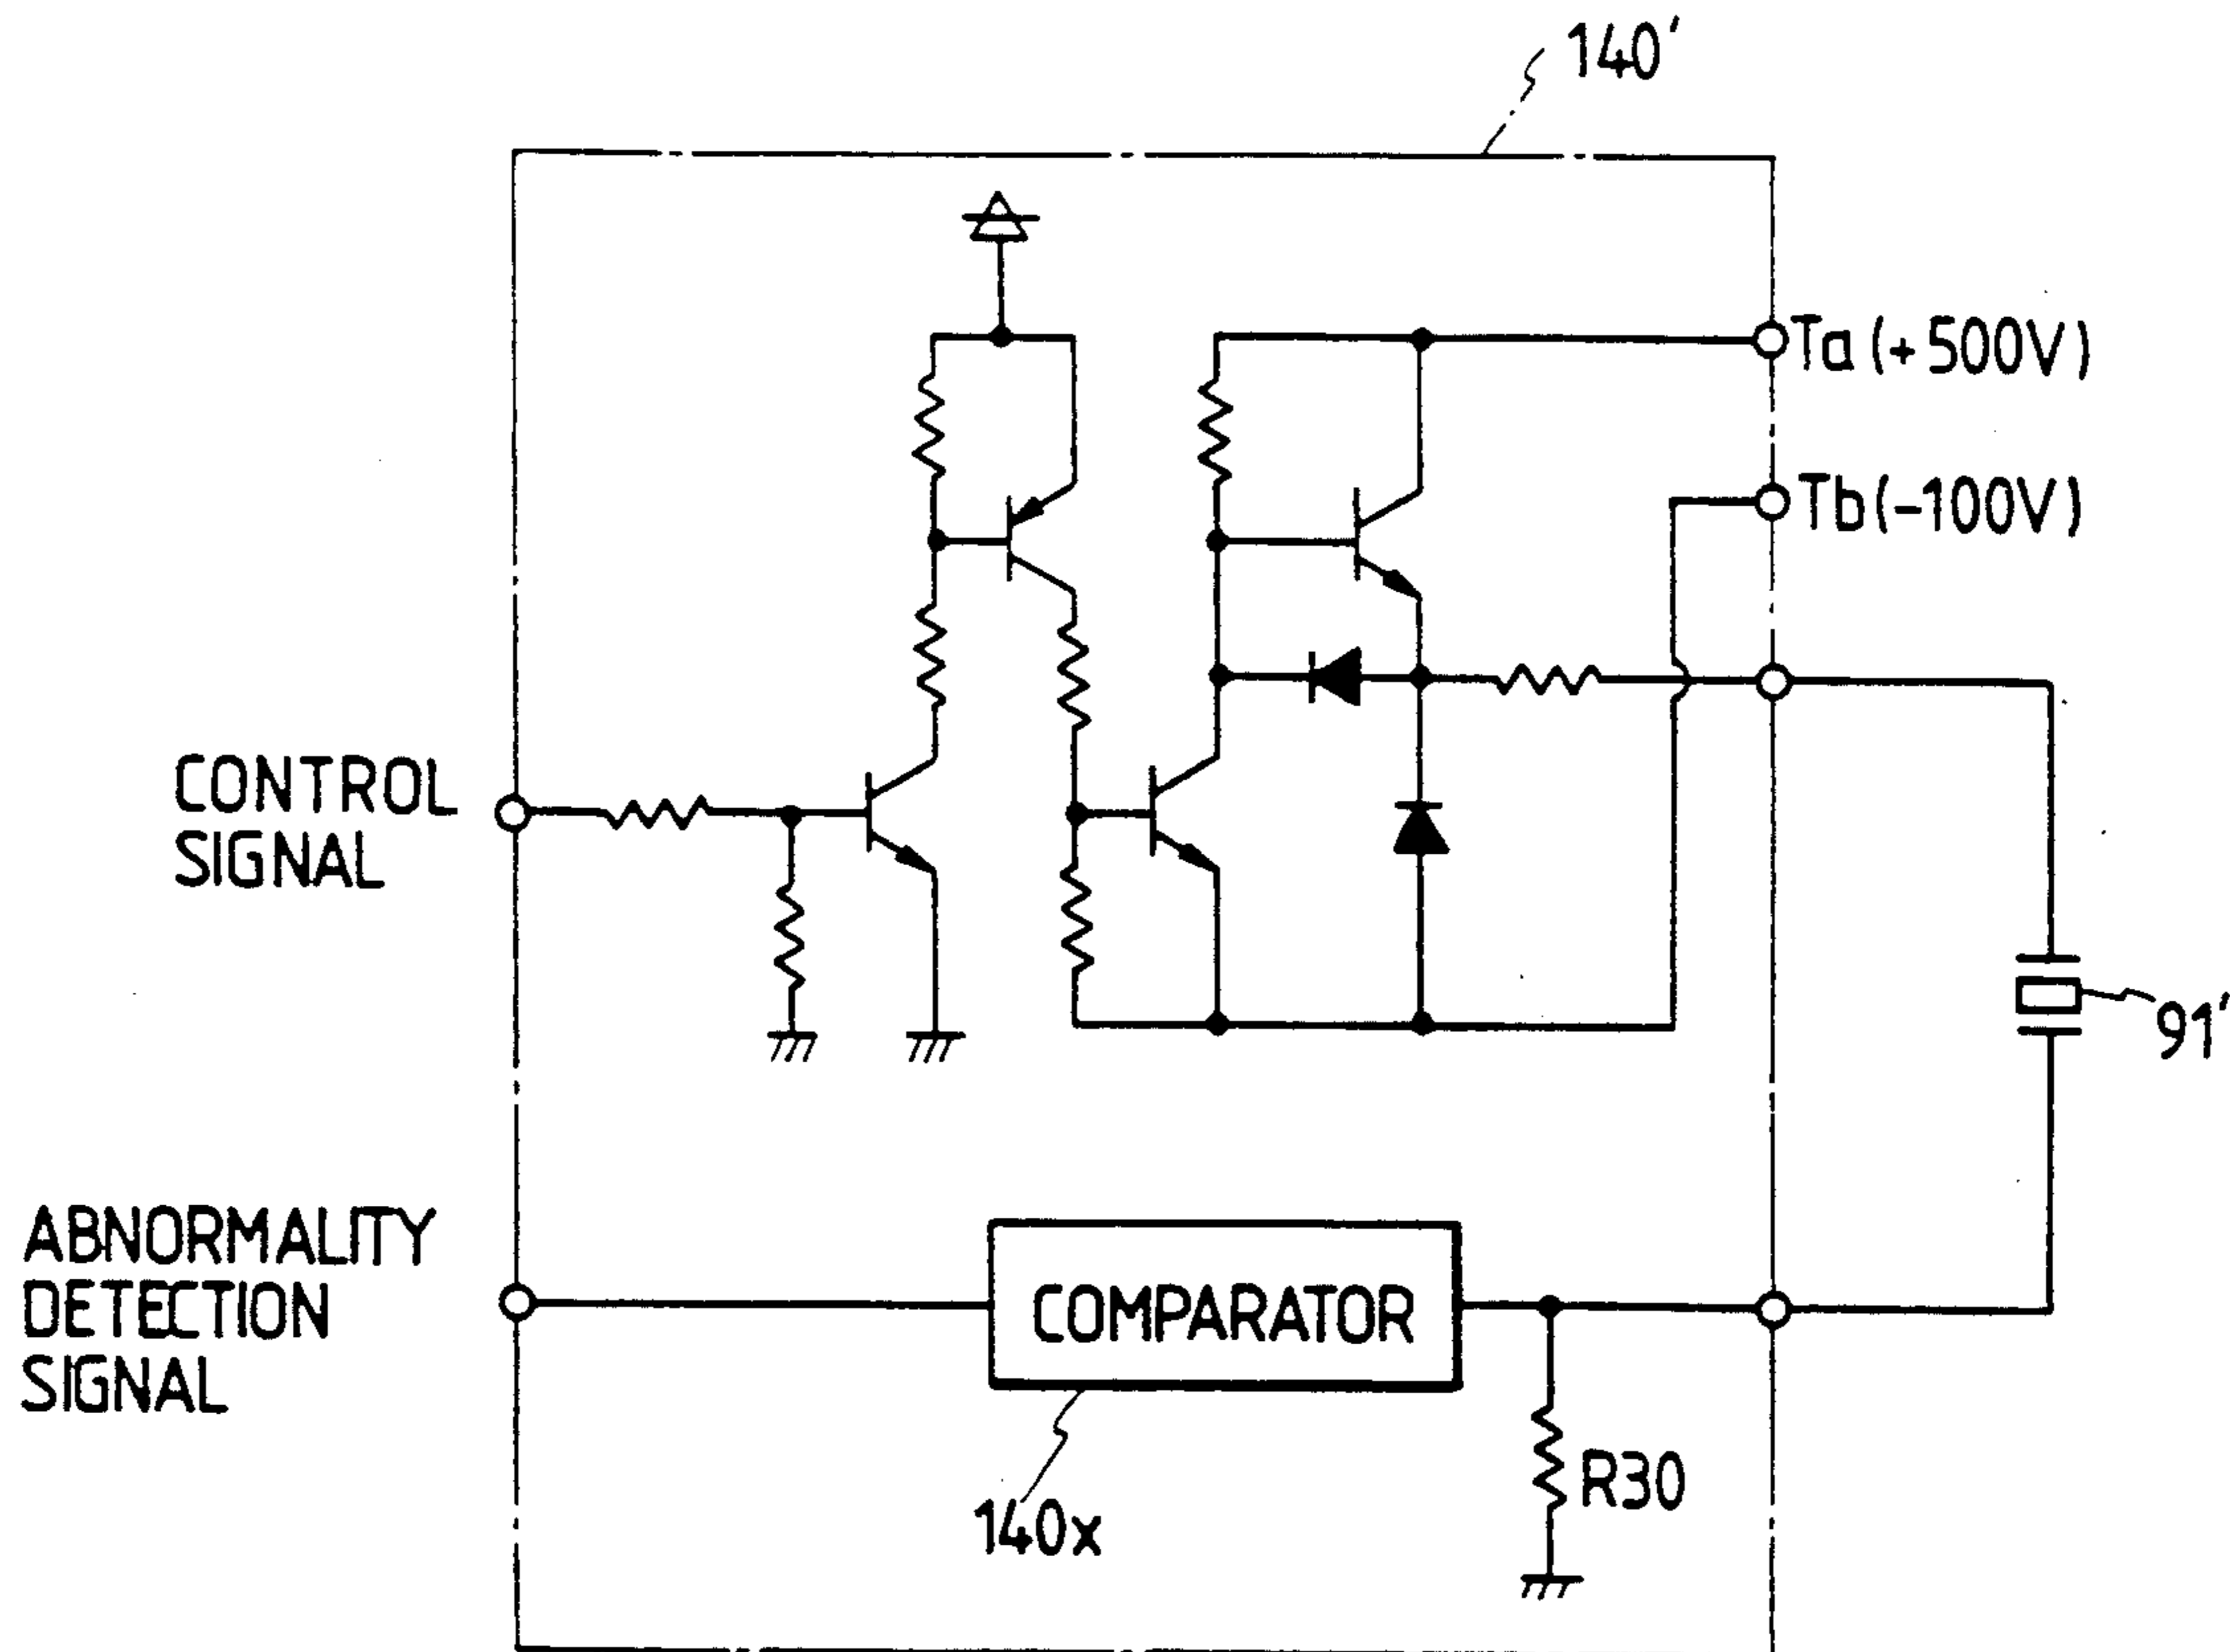 140'
Ta (+500V)
Tb (-100V)
CONTROL
SIGNAL
91'
ABNORMALITY
DETECTION
SIGNAL
COMPARATOR
R30
140x